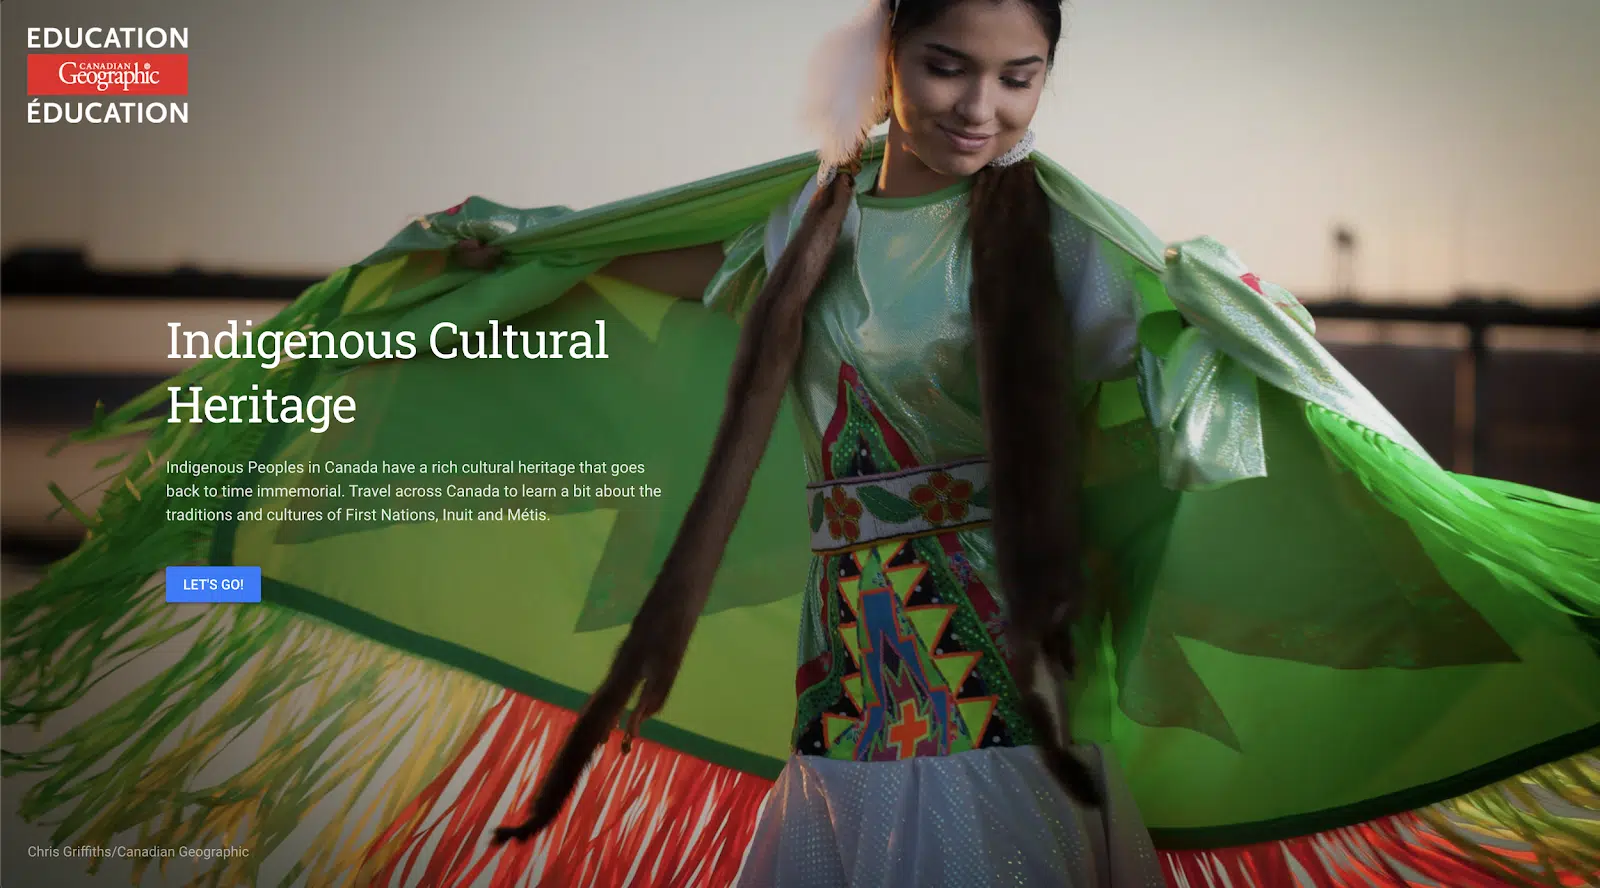 EDUCATION
CANADIAN
Geographic
ÉDUCATION
Indigenous Cultural
Heritage
Indigenous Peoples in Canada have a rich cultural heritage that goes
back to time immemorial. Travel across Canada to learn a bit about the
traditions and cultures of First Nations, Inuit and Métis.
LET'S GO!
Chris Griffiths/Canadian Geographic